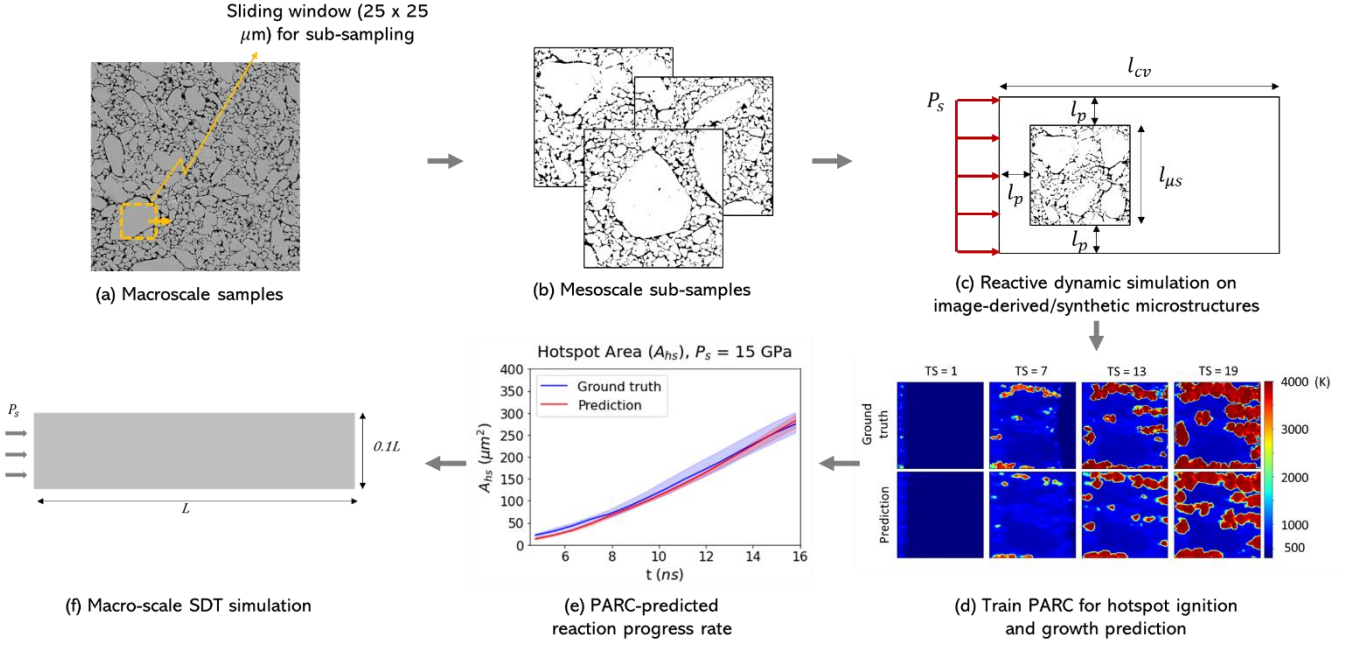 Sliding window (25 x 25
μm) for sub-sampling
(a) Macroscale samples
(b) Mesoscale sub-samples
l_cv
P_s
l_p
l_p
l_μS
l_p
(c) Reactive dynamic simulation on
image-derived/synthetic microstructures
TS = 1
TS = 7
TS = 13
TS = 19
4000 (K)
3000
2000
1000
500
Ground
truth
Prediction
(d) Train PARC for hotspot ignition
and growth prediction
Hotspot Area (A_hs), P_s = 15 GPa
Ground truth
Prediction
A_hs (μm²)
400
350
300
250
200
150
100
50
0
6
8
10
12
14
16
t (ns)
(e) PARC-predicted
reaction progress rate
P_s
0.1L
L
(f) Macro-scale SDT simulation